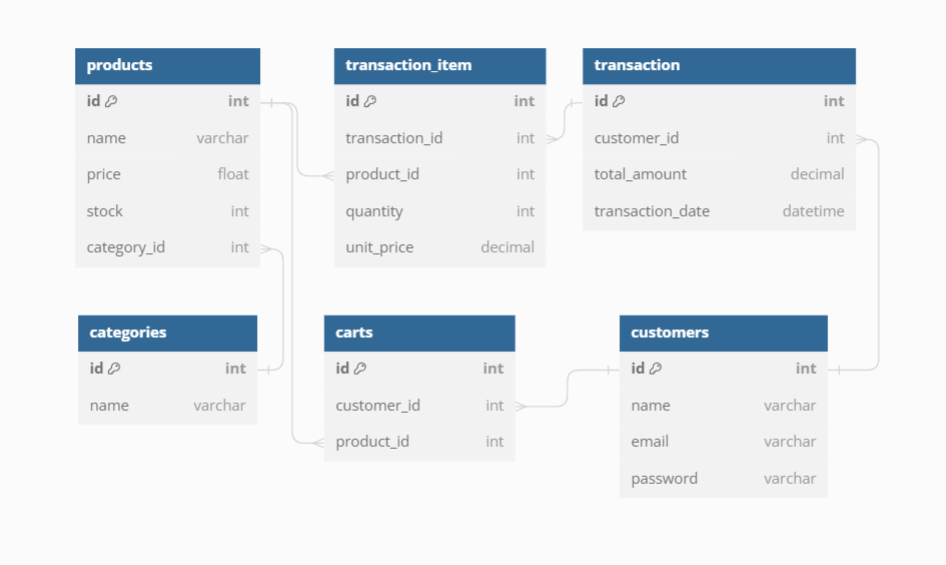 products
id int
name varchar
price float
stock int
category_id int
transaction_item
id int
transaction_id int
product_id int
quantity int
unit_price decimal
transaction
id int
customer_id int
total_amount decimal
transaction_date datetime
categories
id int
name varchar
carts
id int
customer_id int
product_id int
customers
id int
name varchar
email varchar
password varchar